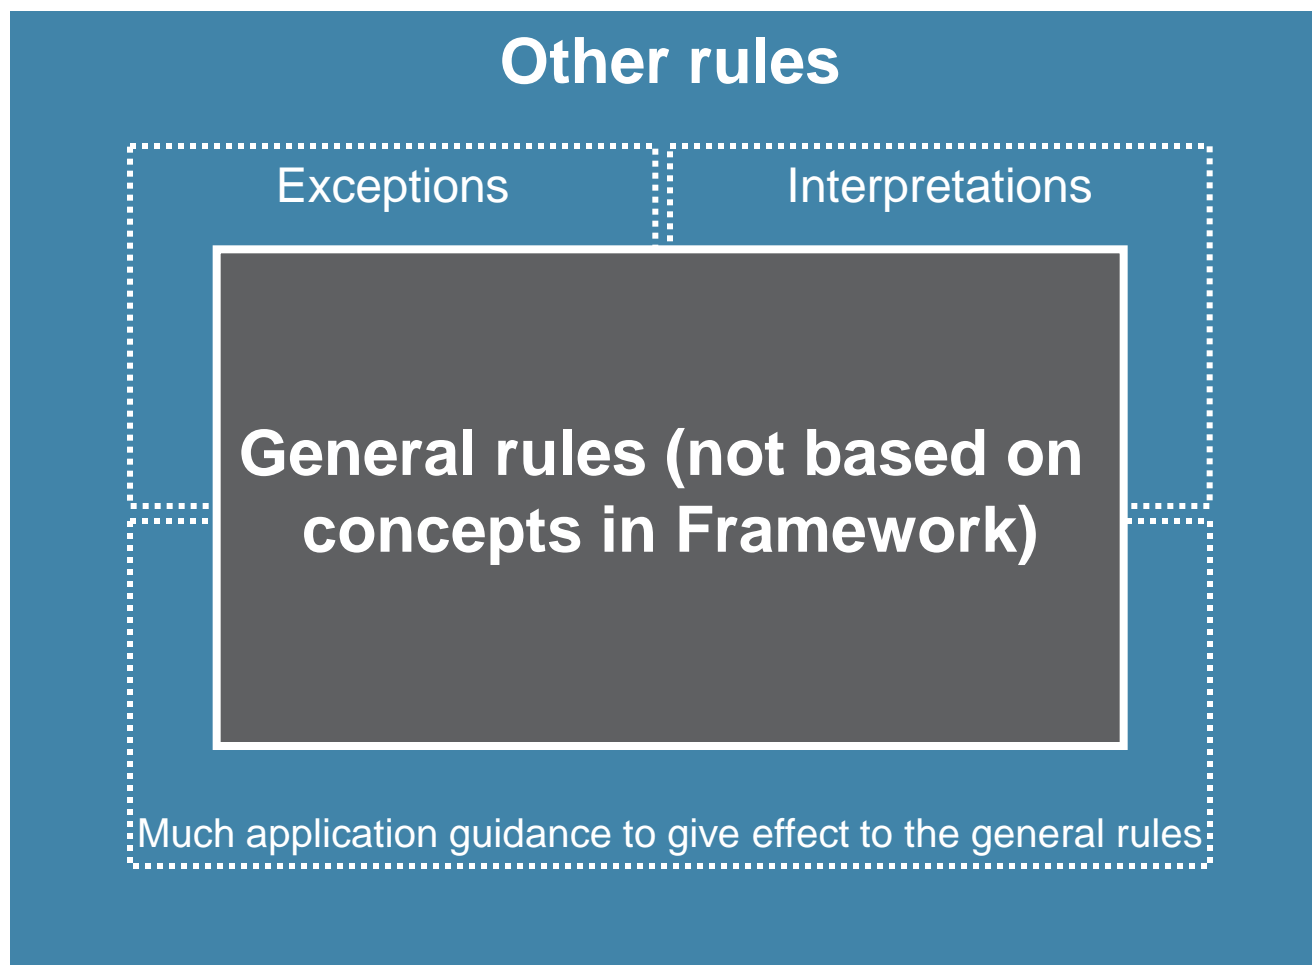 Other rules
Exceptions
Interpretations
General rules (not based on
concepts in Framework)
Much application guidance to give effect to the general rules